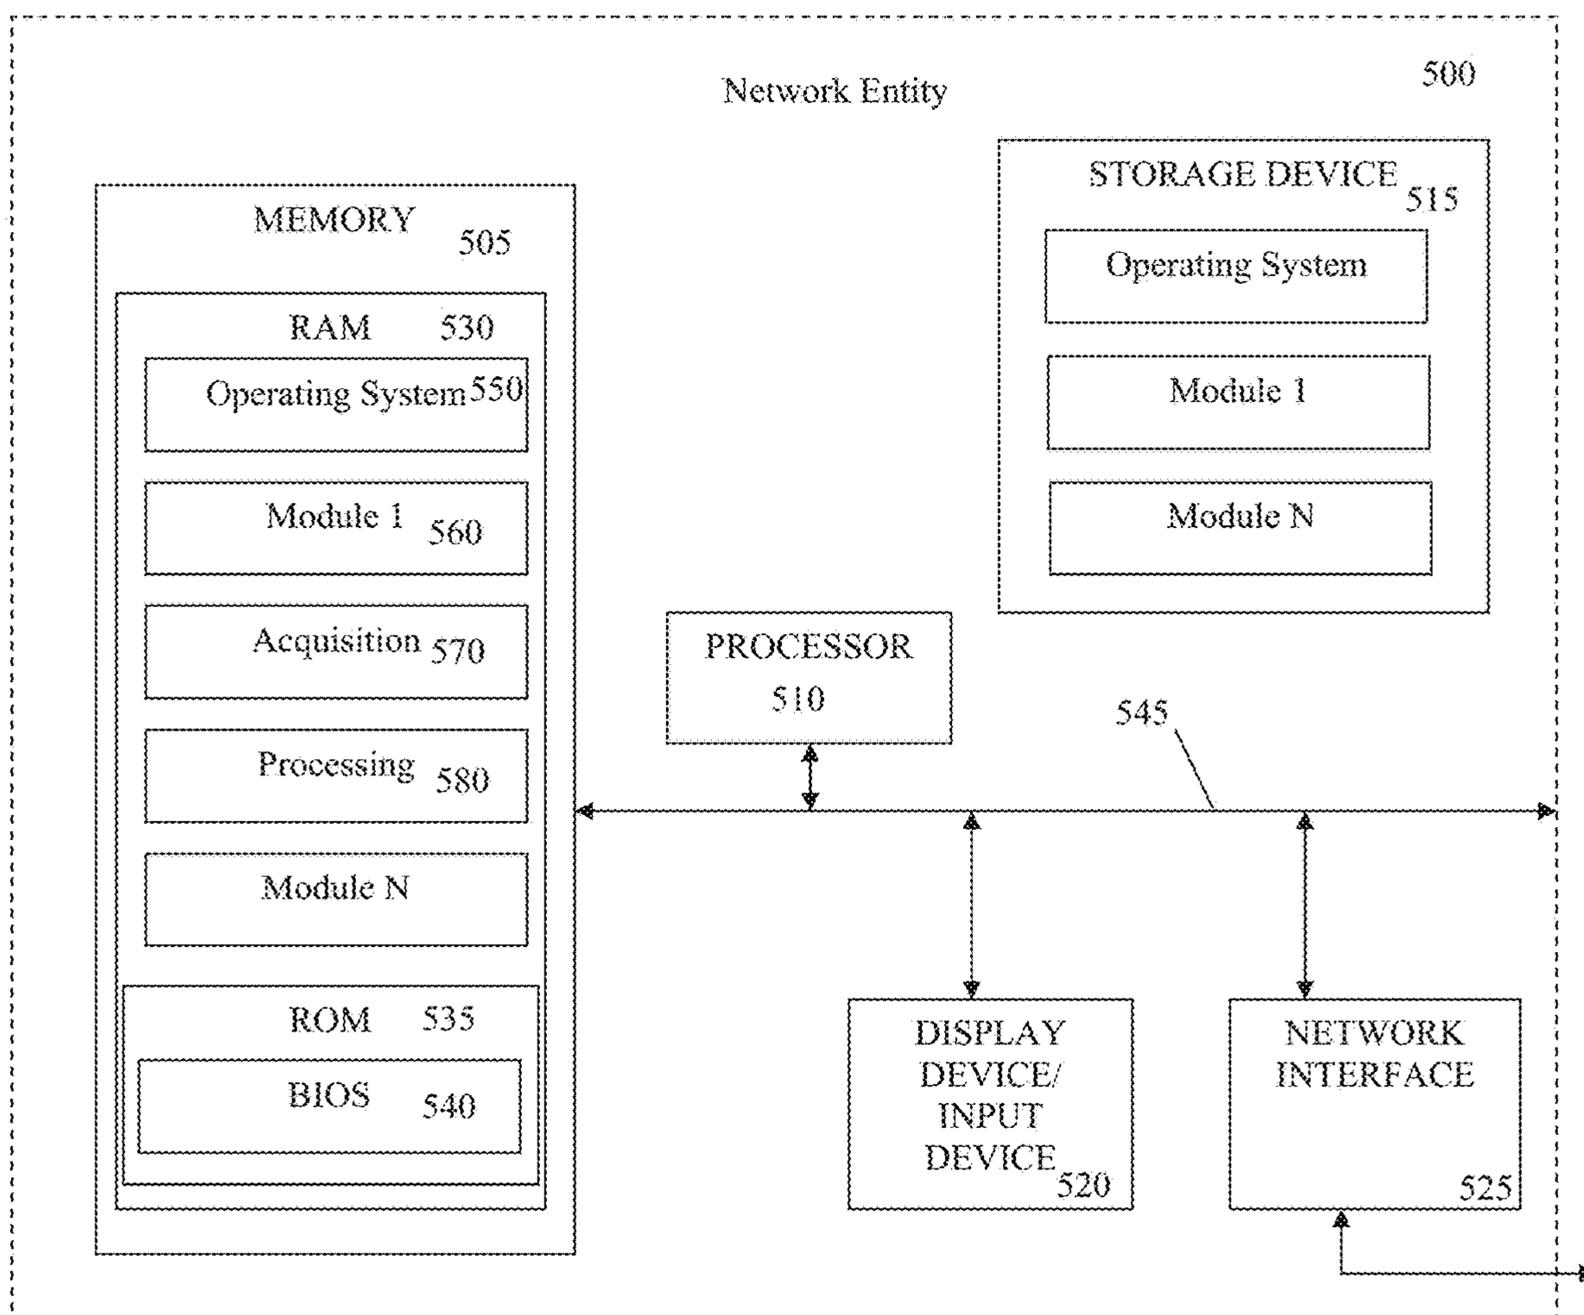 Network Entity
500
MEMORY
505
RAM 530
Operating System 550
Module 1 560
Acquisition 570
Processing 580
Module N
ROM 535
BIOS 540
STORAGE DEVICE
515
Operating System
Module 1
Module N
PROCESSOR
510
545
DISPLAY
DEVICE/
INPUT
DEVICE
520
NETWORK
INTERFACE
525